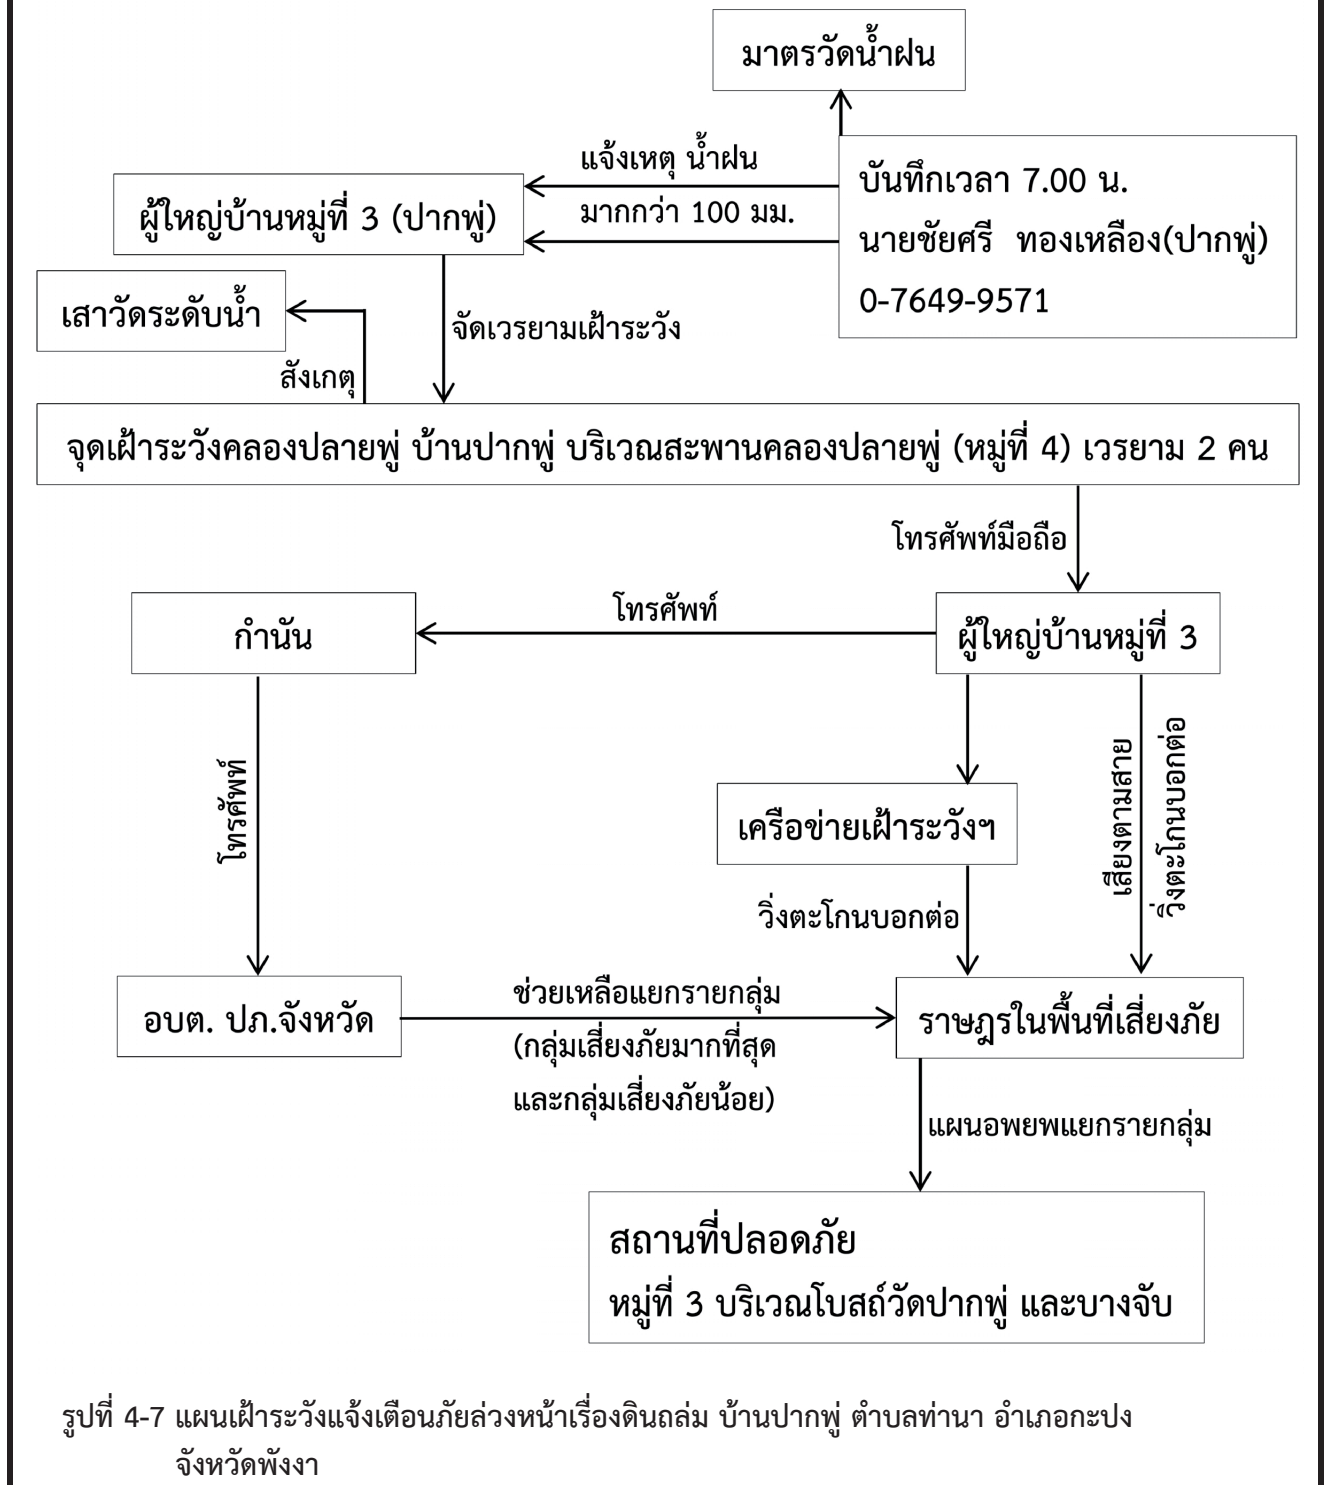 มาตรวัดน้ำฝน
แจ้งเหตุ น้ำฝน
มากกว่า 100 มม.
บันทึกเวลา 7.00 น.
นายชัยศรี ทองเหลือง(ปากพู่)
0-7649-9571
ผู้ใหญ่บ้านหมู่ที่ 3 (ปากพู่)
เสาวัดระดับน้ำ
จัดเวรยามเฝ้าระวัง
สังเกตุ
จุดเฝ้าระวังคลองปลายพู่ บ้านปากพู่ บริเวณสะพานคลองปลายพู่ (หมู่ที่ 4) เวรยาม 2 คน
โทรศัพท์มือถือ
กำนัน
โทรศัพท์
ผู้ใหญ่บ้านหมู่ที่ 3
โทรศัพท์
เครือข่ายเฝ้าระวังฯ
เสียงตามสาย
วิ่งตะโกนบอกต่อ
วิ่งตะโกนบอกต่อ
อบต. ปภ.จังหวัด
ช่วยเหลือแยกรายกลุ่ม
(กลุ่มเสี่ยงภัยมากที่สุด
และกลุ่มเสี่ยงภัยน้อย)
ราษฎรในพื้นที่เสี่ยงภัย
แผนอพยพแยกรายกลุ่ม
สถานที่ปลอดภัย
หมู่ที่ 3 บริเวณโบสถ์วัดปากพู่ และบางจับ
รูปที่ 4-7 แผนเฝ้าระวังแจ้งเตือนภัยล่วงหน้าเรื่องดินถล่ม บ้านปากพู่ ตำบลท่านา อำเภอกะปง
จังหวัดพังงา